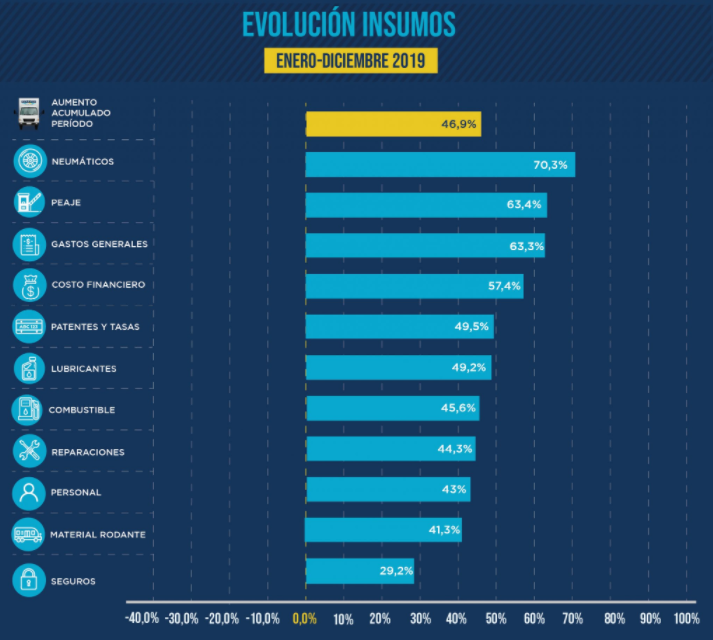 EVOLUCIÓN INSUMOS
ENERO-DICIEMBRE 2019
AUMENTO
ACUMULADO
PERÍODO
46,9%
NEUMÁTICOS
70,3%
PEAJE
63,4%
GASTOS GENERALES
63,3%
COSTO FINANCIERO
57,4%
PATENTES Y TASAS
49,5%
LUBRICANTES
49,2%
COMBUSTIBLE
45,6%
REPARACIONES
44,3%
PERSONAL
43%
MATERIAL RODANTE
41,3%
SEGUROS
29,2%
-40,0% -30,0% -20,0% -10,0% 0,0% 10% 20% 30% 40% 50% 60% 70% 80% 90% 100%